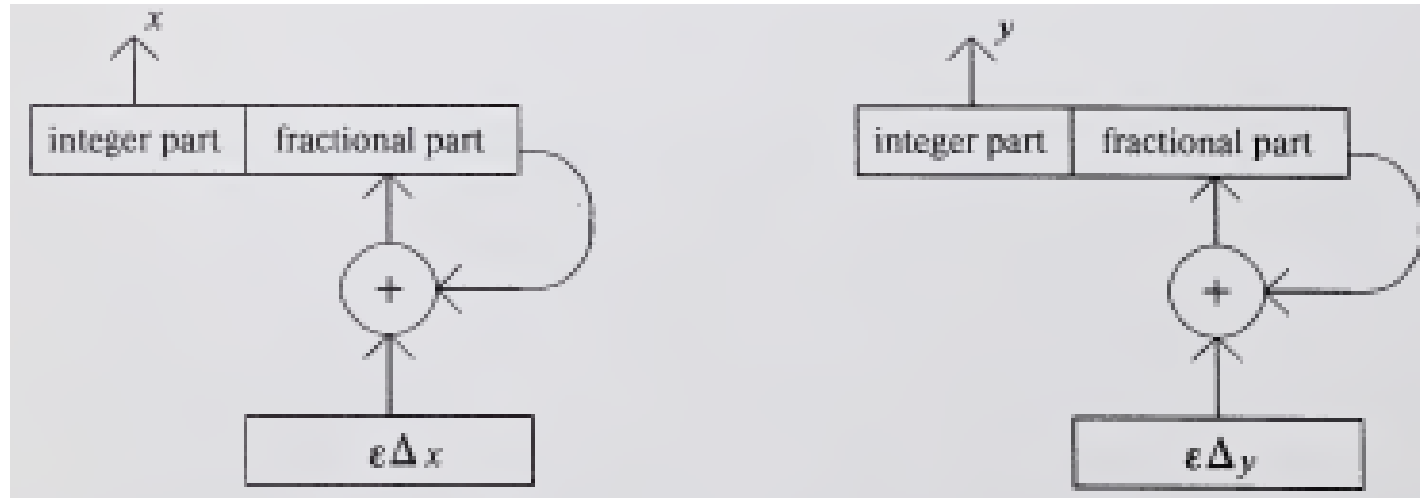 x y
integer part fractional part integer part fractional part
+ +
εΔx εΔy